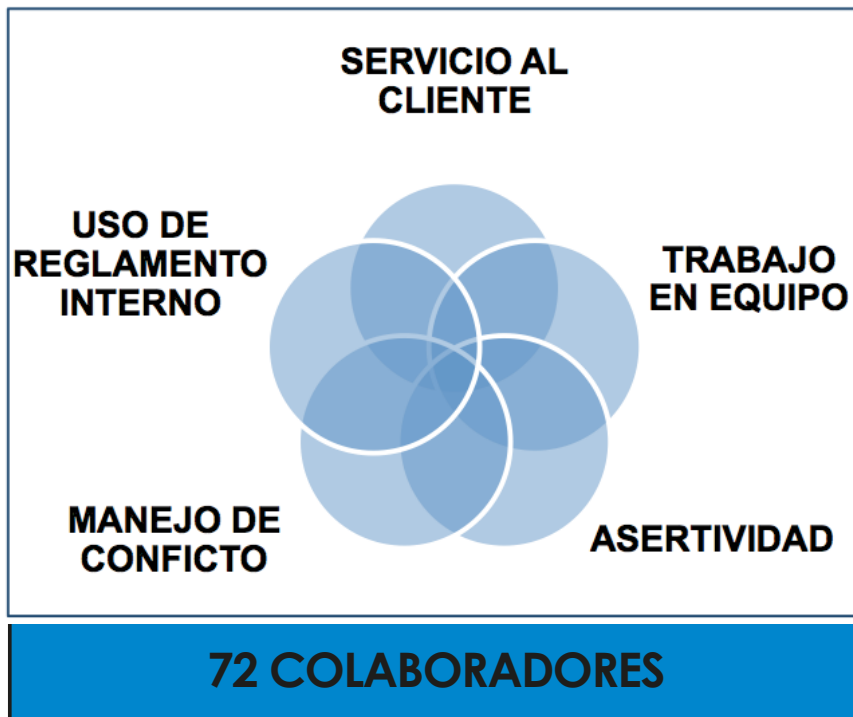 SERVICIO AL
CLIENTE
USO DE
REGLAMENTO
INTERNO
TRABAJO
EN EQUIPO
MANEJO DE
CONFICTO
ASERTIVIDAD
72 COLABORADORES